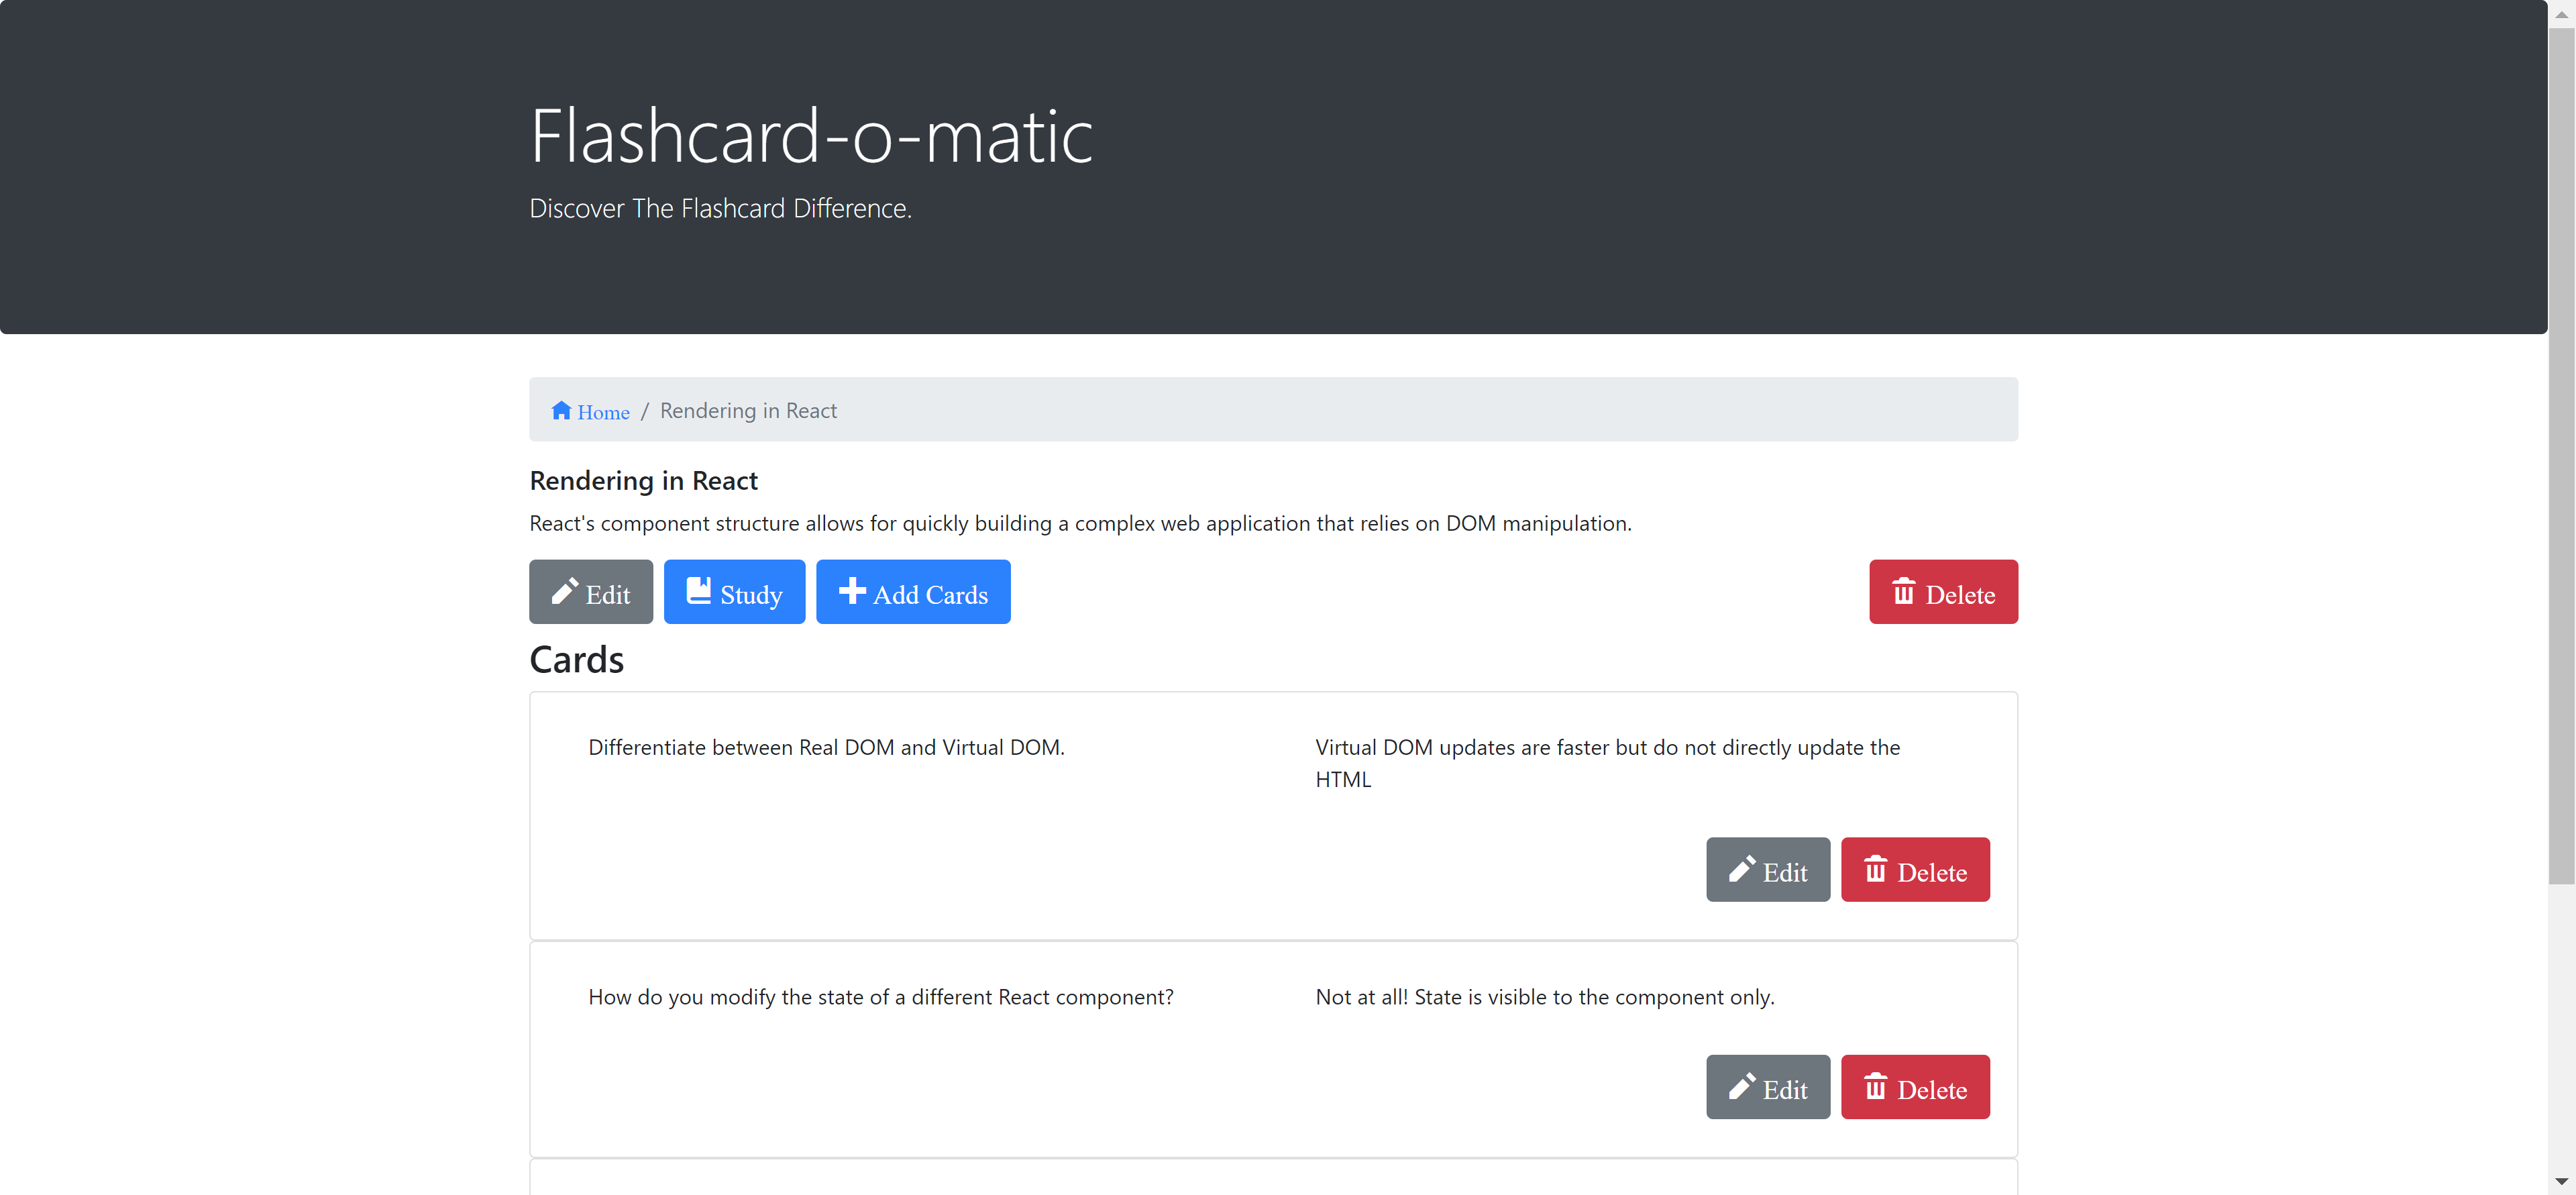 Flashcard-o-matic
Discover The Flashcard Difference.
Home / Rendering in React
Rendering in React
React's component structure allows for quickly building a complex web application that relies on DOM manipulation.
Edit Study Add Cards Delete
Cards
Differentiate between Real DOM and Virtual DOM.
Virtual DOM updates are faster but do not directly update the
HTML
Edit Delete
How do you modify the state of a different React component?
Not at all! State is visible to the component only.
Edit Delete